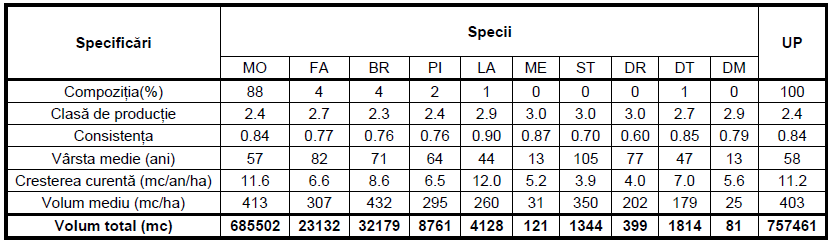 Specificări Specii UP
MO FA BR PI LA ME ST DR DT DM
Compoziția(%) 88 4 4 2 1 0 0 0 1 0 100
Clasă de producție 2.4 2.7 2.3 2.4 2.9 3.0 3.0 3.0 2.7 2.9 2.4
Consistența 0.84 0.77 0.76 0.76 0.90 0.87 0.70 0.60 0.85 0.79 0.84
Vârsta medie (ani) 57 82 71 64 44 13 105 77 47 13 58
Cresterea curentă (mc/an/ha) 11.6 6.6 8.6 6.5 12.0 5.2 3.9 4.0 7.0 5.6 11.2
Volum mediu (mc/ha) 413 307 432 295 260 31 350 202 179 25 403
Volum total (mc) 685502 23132 32179 8761 4128 121 1344 399 1814 81 757461